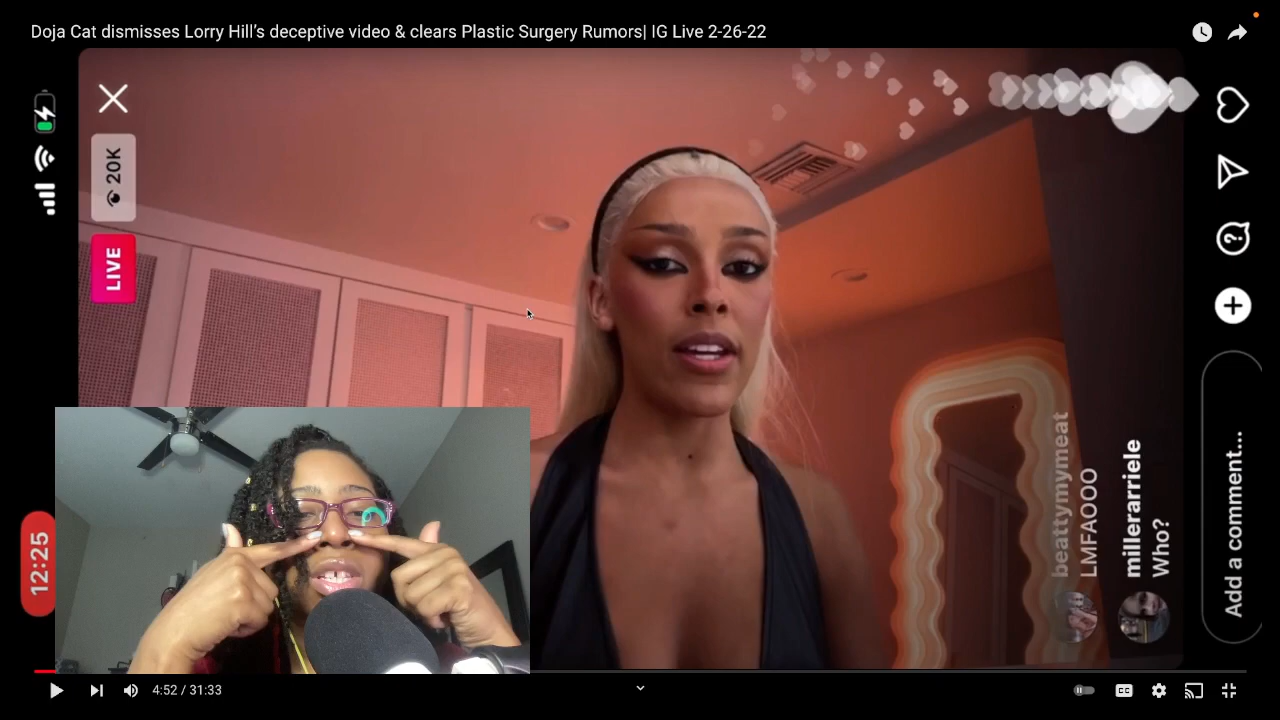 Doja Cat dismisses Lorry Hill’s deceptive video & clears Plastic Surgery Rumors| IG Live 2-26-22
20K
LIVE
12:25
beattymymeat
LMFAOOO
millerarriele
Who?
Add a comment...
4:52 / 31:33
CC